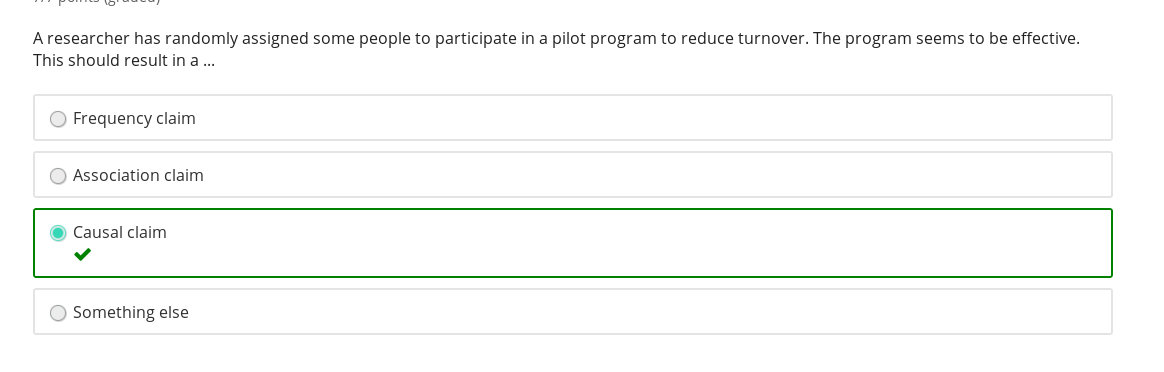 points (graded)
A researcher has randomly assigned some people to participate in a pilot program to reduce turnover. The program seems to be effective.
This should result in a ...
Frequency claim
Association claim
Causal claim
Something else